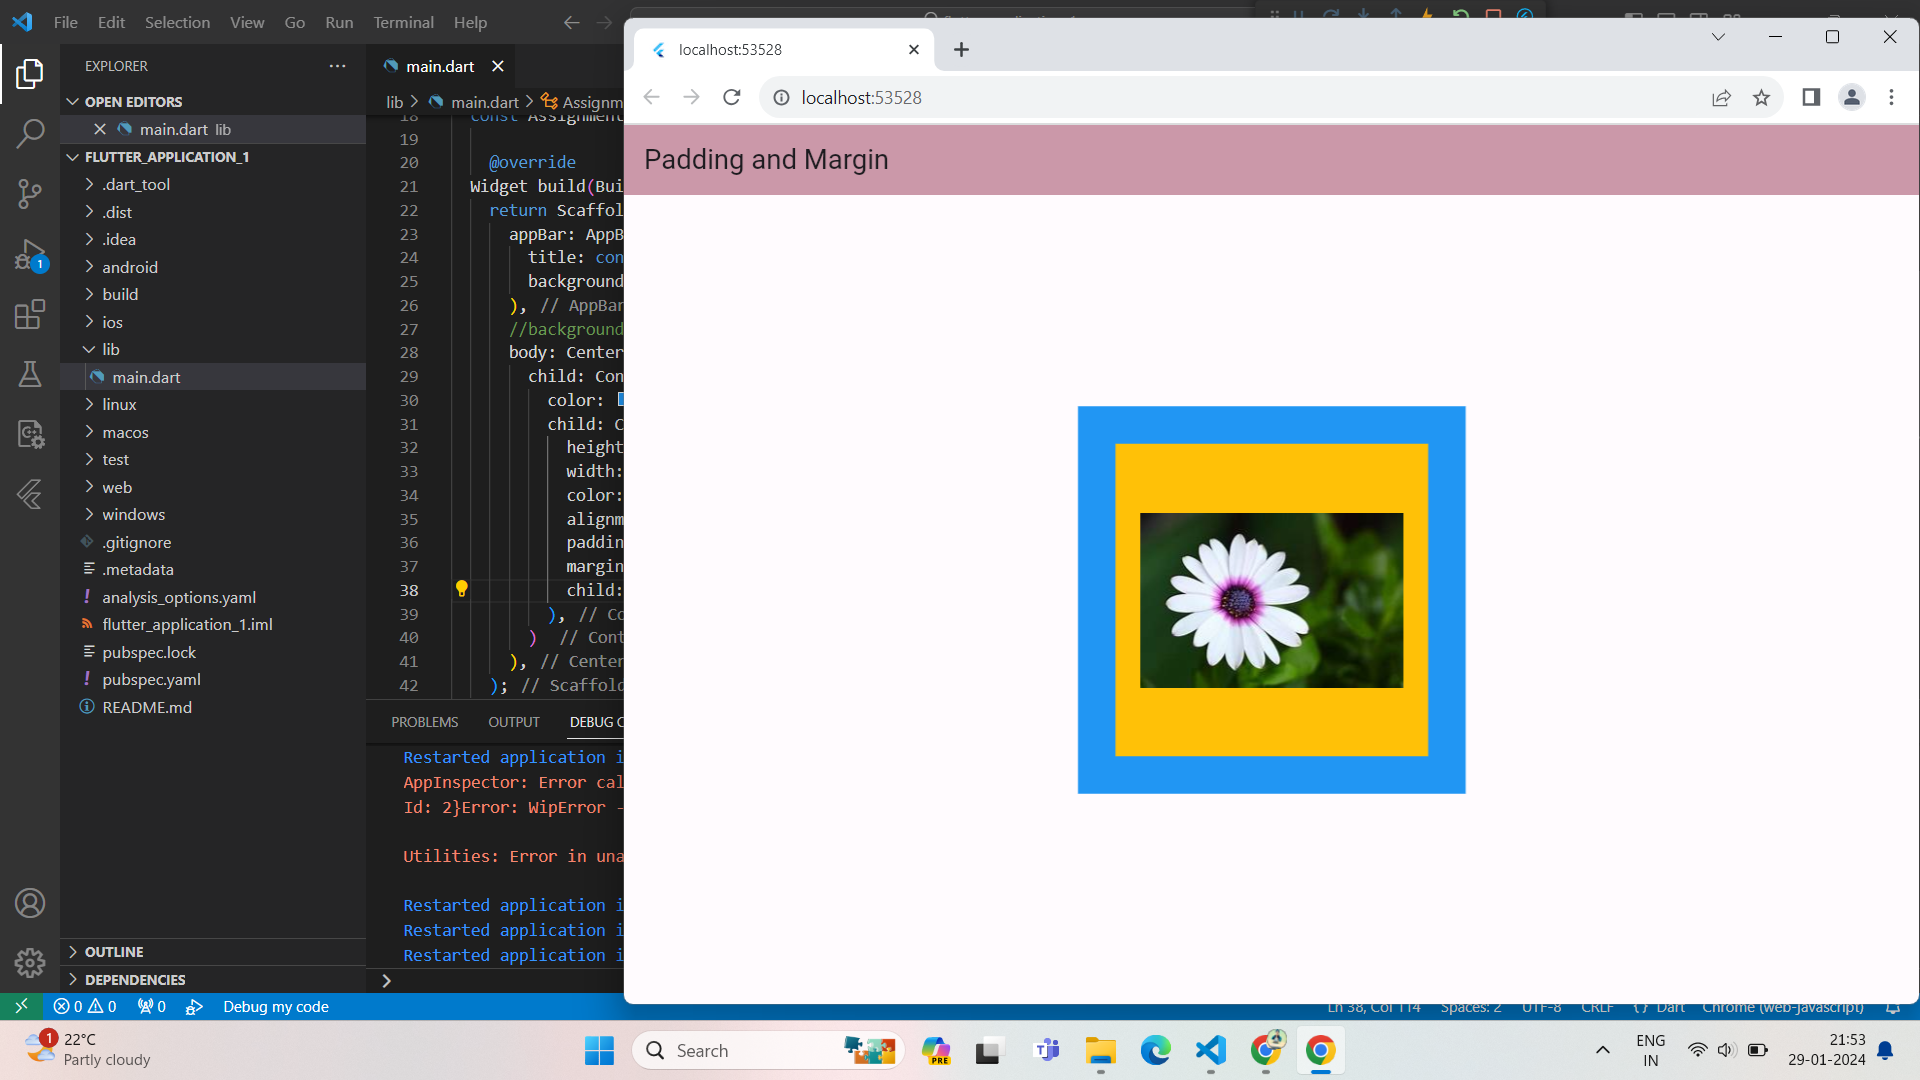 File Edit Selection View Go Run Terminal Help
EXPLORER
OPEN EDITORS
main.dart lib
FLUTTER_APPLICATION_1
.dart_tool
.dist
.idea
android
build
ios
lib
main.dart
linux
macos
test
web
windows
.gitignore
.metadata
analysis_options.yaml
flutter_application_1.iml
pubspec.lock
pubspec.yaml
README.md
OUTLINE
DEPENDENCIES
main.dart
lib > main.dart > Assignm
18 const Assignment
19
20 @override
21 Widget build(Bui
22 return Scaffol
23 appBar: AppB
24 title: con
25 background
26 ), // AppBar
27 //background
28 body: Center
29 child: Con
30 color:
31 child: C
32 height
33 width:
34 color:
35 alignm
36 paddin
37 margin
38 child:
39 ), // Co
40 ) // Cont
41 ), // Center
42 ); // Scaffold
PROBLEMS OUTPUT DEBUG C
Restarted application i
AppInspector: Error cal
Id: 2}Error: WipError -
Utilities: Error in una
Restarted application i
Restarted application i
Restarted application i
localhost:53528
localhost:53528
Padding and Margin
0 0 0 Debug my code
Ln 38, Col 114 Spaces: 2 UTF-8 CRLF {} Dart Chrome (web-javascript)
1
1
22°C
Partly cloudy
Search
PRE
ENG
IN
21:53
29-01-2024